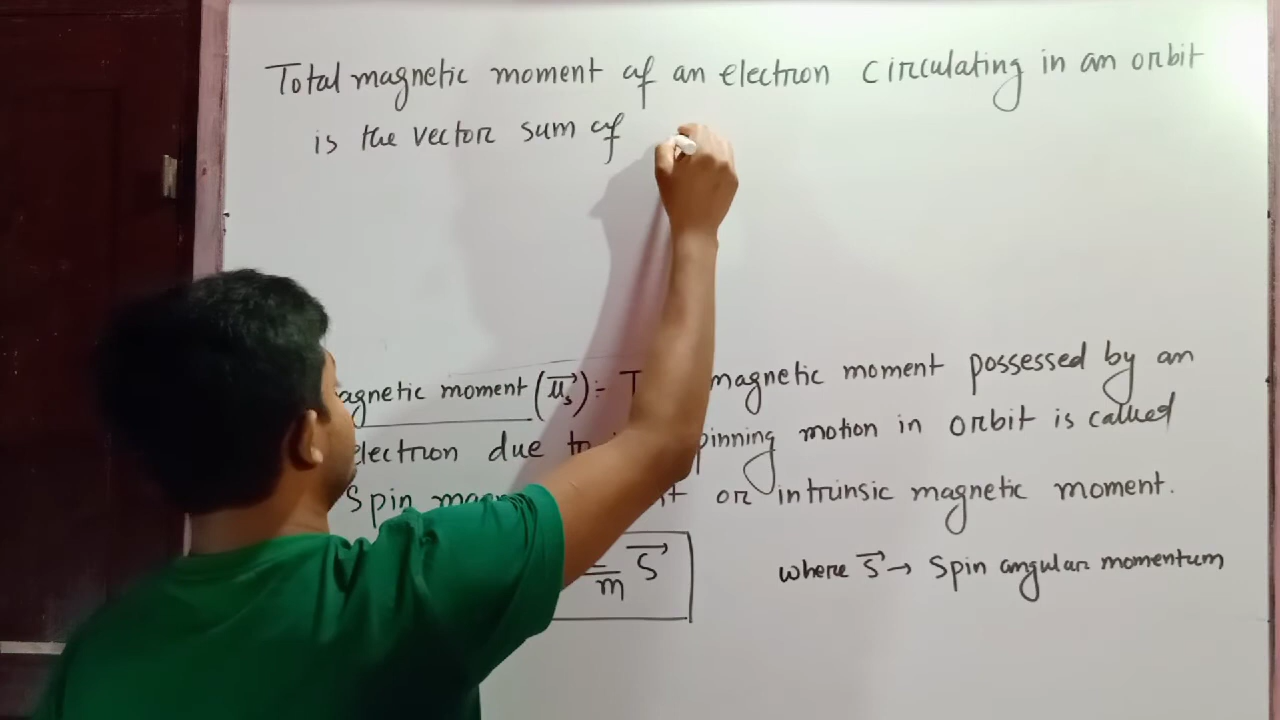 Total magnetic moment of an electron circulating in an orbit
is the vector sum of
agnetic moment (μₛ⃗) :- T magnetic moment possessed by an
electron due to pinning motion in orbit is called
Spin or intrinsic magnetic moment.
m S⃗ where S⃗ → Spin angular momentum